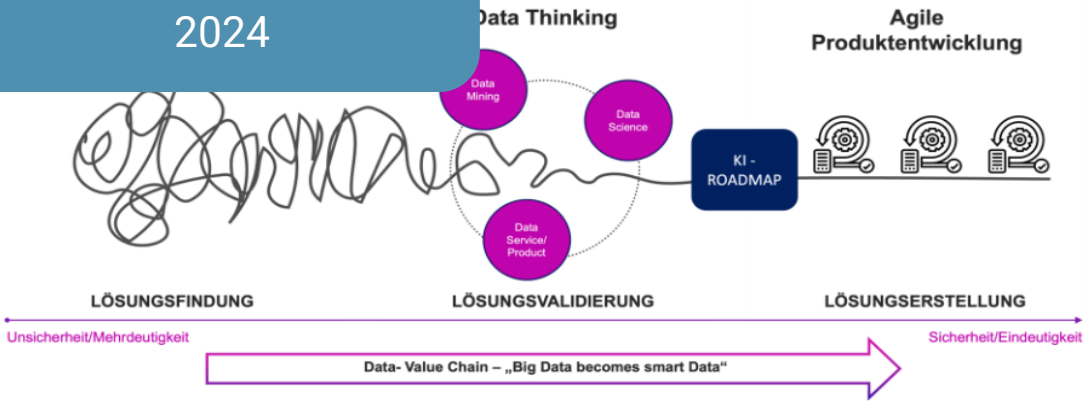 2024
Data Thinking
Agile
Produktentwicklung
Data
Mining
Data
Science
KI -
ROADMAP
Data
Service/
Product
LÖSUNGSFINDUNG
LÖSUNGSVALIDIERUNG
LÖSUNGSERSTELLUNG
Unsicherheit/Mehrdeutigkeit
Sicherheit/Eindeutigkeit
Data- Value Chain – „Big Data becomes smart Data“